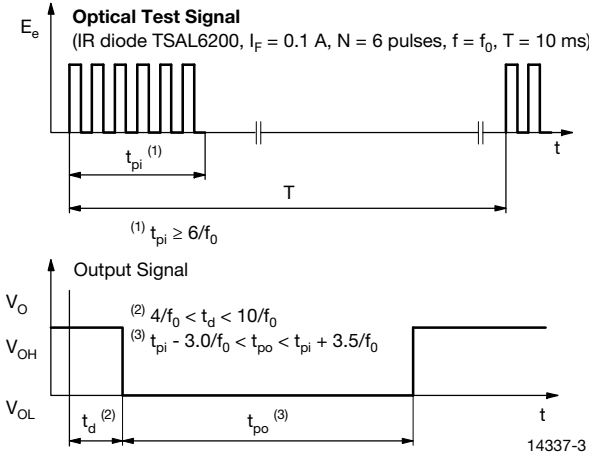 Optical Test Signal
(IR diode TSAL6200, I_F = 0.1 A, N = 6 pulses, f = f_0, T = 10 ms)
E_e
t
t_pi ^(1)
T
^(1) t_pi ≥ 6/f_0
Output Signal
V_O
^(2) 4/f_0 < t_d < 10/f_0
^(3) t_pi - 3.0/f_0 < t_po < t_pi + 3.5/f_0
V_OH
V_OL
t_d ^(2)
t_po ^(3)
t
14337-3